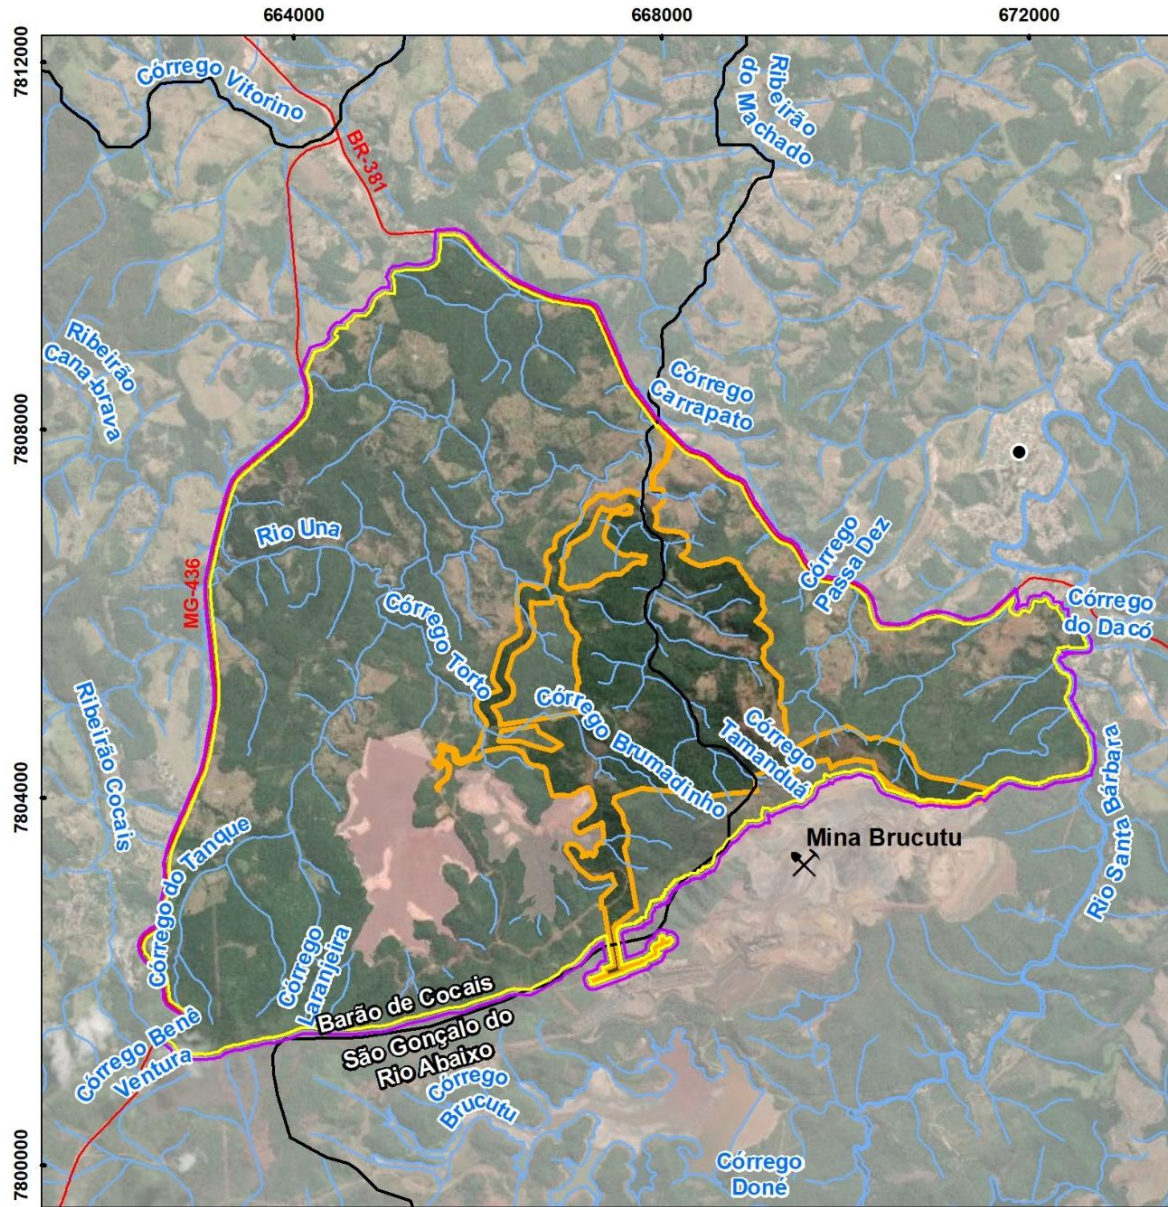 664000
668000
672000
7812000
7808000
7804000
7800000
Córrego Vitorino
Ribeirão
do Machado
BR-381
Ribeirão
Cana-brava
Córrego
Carrapato
Rio Una
MG-436
Córrego
Passa Dez
Córrego
do Dacó
Córrego Torto
Ribeirão Cocais
Córrego Brumadinho
Córrego
Tamanduá
Rio Santa Bárbara
Mina Brucutu
Córrego do Tanque
Córrego
Laranjeira
Barão de Cocais
São Gonçalo do
Rio Abaixo
Córrego Benê
Ventura
Córrego
Brucutu
Córrego
Doné